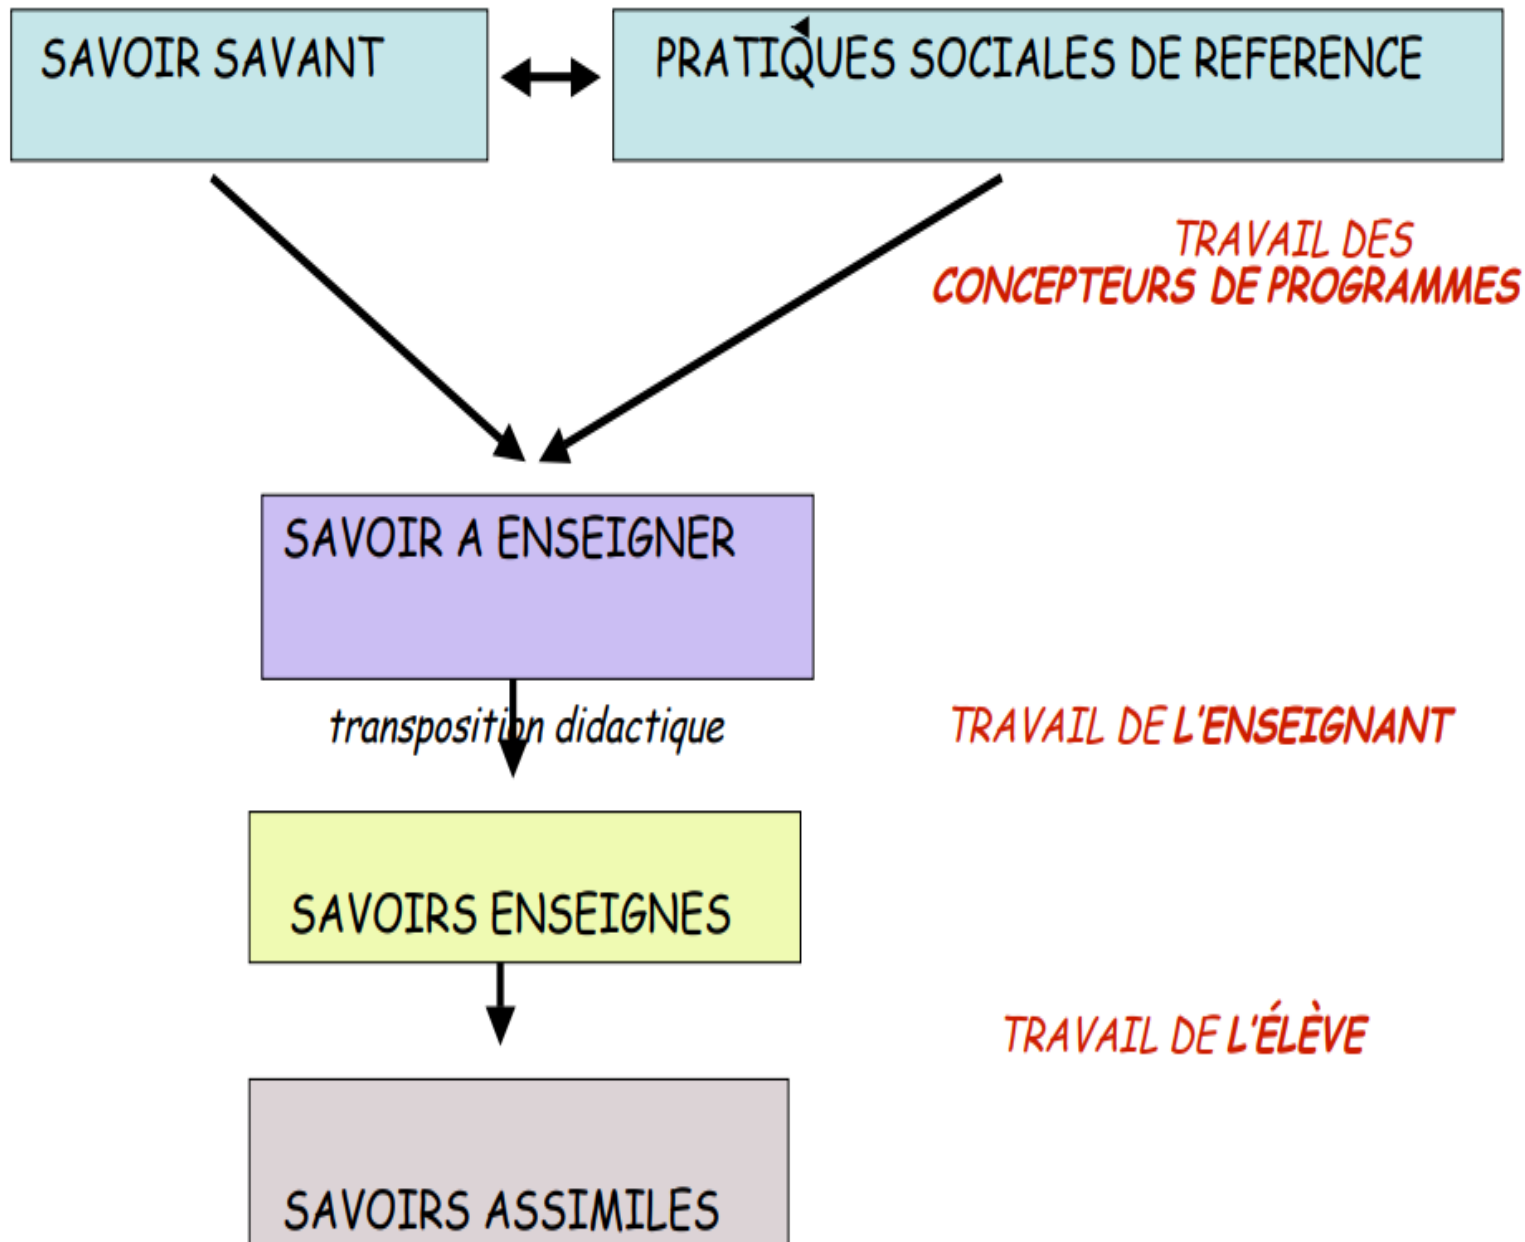 SAVOIR SAVANT
PRATIQUES SOCIALES DE REFERENCE
TRAVAIL DES
CONCEPTEURS DE PROGRAMMES
SAVOIR A ENSEIGNER
transposition didactique
TRAVAIL DE L'ENSEIGNANT
SAVOIRS ENSEIGNES
TRAVAIL DE L'ÉLÈVE
SAVOIRS ASSIMILES